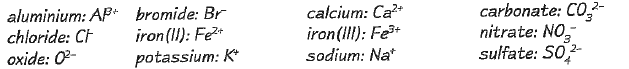 aluminium: Al³⁺ bromide: Br⁻ calcium: Ca²⁺ carbonate: CO₃²⁻
chloride: Cl⁻ iron(II): Fe²⁺ iron(III): Fe³⁺ nitrate: NO₃⁻
oxide: O²⁻ potassium: K⁺ sodium: Na⁺ sulfate: SO₄²⁻